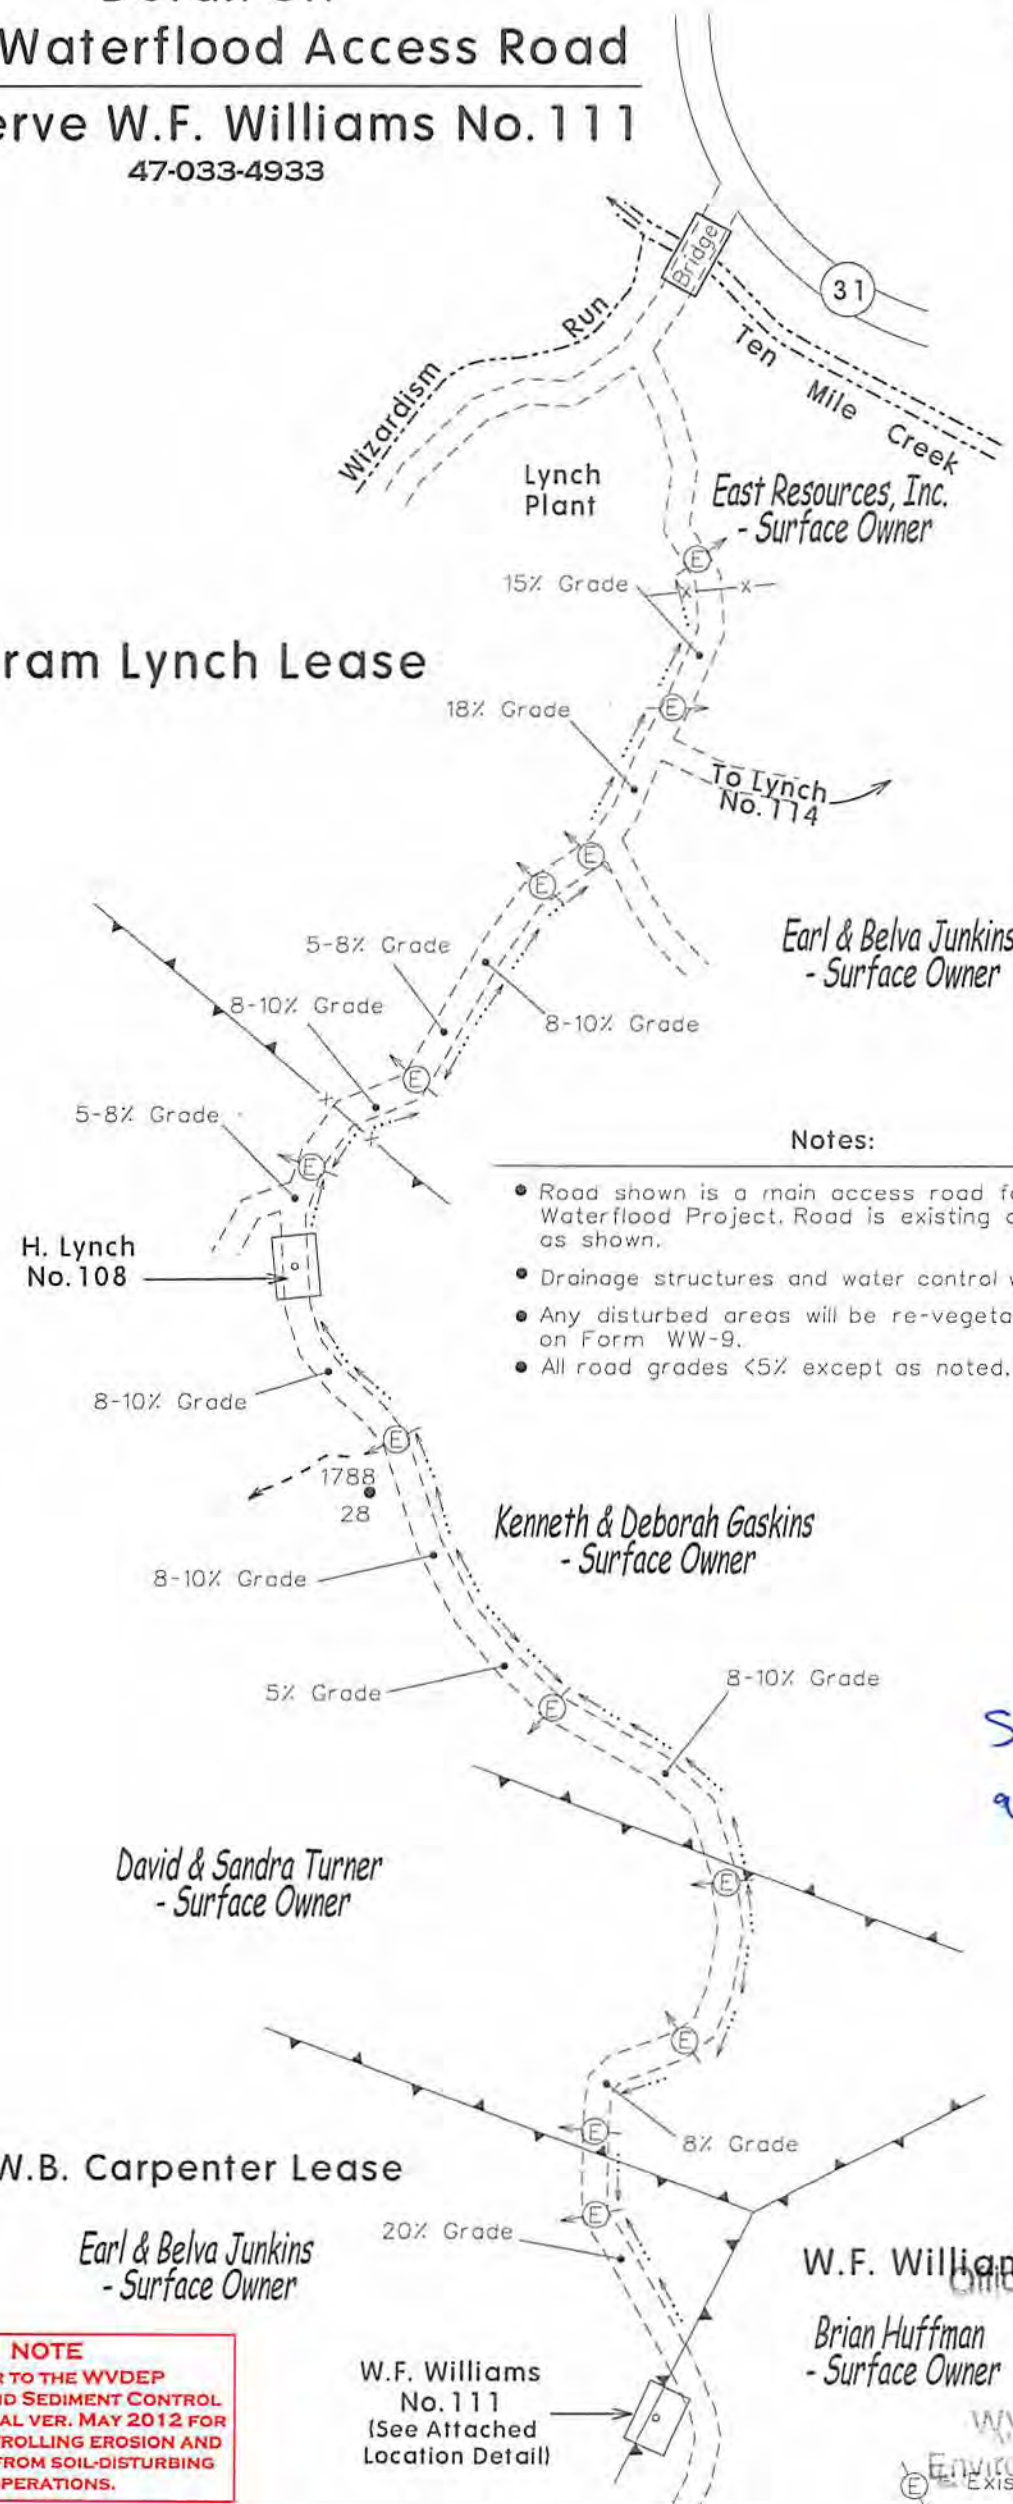 Waterflood Access Road
erve W.F. Williams No. 111
47-033-4933
Bridge
31
Wizardism Run
Ten Mile Creek
Lynch
Plant
East Resources, Inc.
- Surface Owner
E
15% Grade
x
x
ram Lynch Lease
18% Grade
E
To Lynch
No. 114
E
E
Earl & Belva Junkins
- Surface Owner
5-8% Grade
8-10% Grade
8-10% Grade
E
x
x
5-8% Grade
E
Notes:
• Road shown is a main access road fo
Waterflood Project. Road is existing
as shown.
• Drainage structures and water control w
• Any disturbed areas will be re-vegeta
on Form WW-9.
• All road grades <5% except as noted.
H. Lynch
No. 108
8-10% Grade
E
1788
28
Kenneth & Deborah Gaskins
- Surface Owner
8-10% Grade
5% Grade
8-10% Grade
E
S
David & Sandra Turner
- Surface Owner
E
E
E
8% Grade
W.B. Carpenter Lease
E
20% Grade
Earl & Belva Junkins
- Surface Owner
W.F. William
Brian Huffman
- Surface Owner
NOTE
R TO THE WVDEP
ND SEDIMENT CONTROL
AL VER. MAY 2012 FOR
ROLLING EROSION AND
FROM SOIL-DISTURBING
PERATIONS.
W.F. Williams
No. 111
(See Attached
Location Detail)
E
Exis